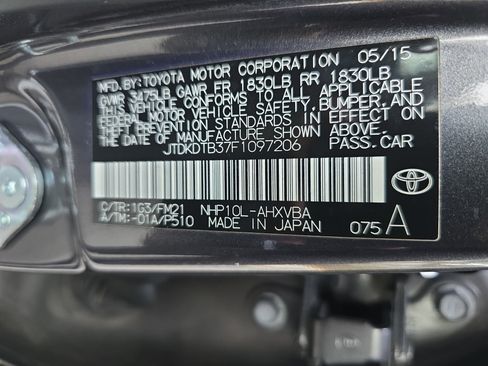 MFD. BY: TOYOTA MOTOR CORPORATION 05/15
GVWR 3475LB GAWR FR 1830LB RR 1830LB
THIS VEHICLE CONFORMS TO ALL APPLICABLE
FEDERAL MOTOR VEHICLE SAFETY, BUMPER, AND
THEFT PREVENTION STANDARDS IN EFFECT ON
THE DATE OF MANUFACTURE SHOWN ABOVE.
JTDKDTB37F1097206 PASS. CAR
C/TR: 1G3/FM21 NHP10L-AHXVBA
A/TM: -01A/P510 MADE IN JAPAN 075 A